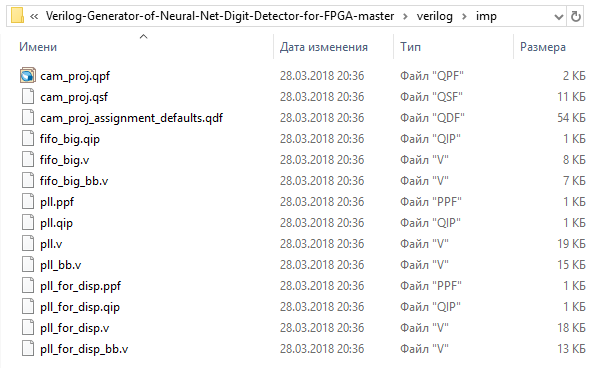 « Verilog-Generator-of-Neural-Net-Digit-Detector-for-FPGA-master › verilog › imp
Имени Дата изменения Тип Размера
cam_proj.qpf 28.03.2018 20:36 Файл "QPF" 2 КБ
cam_proj.qsf 28.03.2018 20:36 Файл "QSF" 11 КБ
cam_proj_assignment_defaults.qdf 28.03.2018 20:36 Файл "QDF" 54 КБ
fifo_big.qip 28.03.2018 20:36 Файл "QIP" 1 КБ
fifo_big.v 28.03.2018 20:36 Файл "V" 8 КБ
fifo_big_bb.v 28.03.2018 20:36 Файл "V" 7 КБ
pll.ppf 28.03.2018 20:36 Файл "PPF" 1 КБ
pll.qip 28.03.2018 20:36 Файл "QIP" 1 КБ
pll.v 28.03.2018 20:36 Файл "V" 19 КБ
pll_bb.v 28.03.2018 20:36 Файл "V" 15 КБ
pll_for_disp.ppf 28.03.2018 20:36 Файл "PPF" 1 КБ
pll_for_disp.qip 28.03.2018 20:36 Файл "QIP" 1 КБ
pll_for_disp.v 28.03.2018 20:36 Файл "V" 18 КБ
pll_for_disp_bb.v 28.03.2018 20:36 Файл "V" 13 КБ